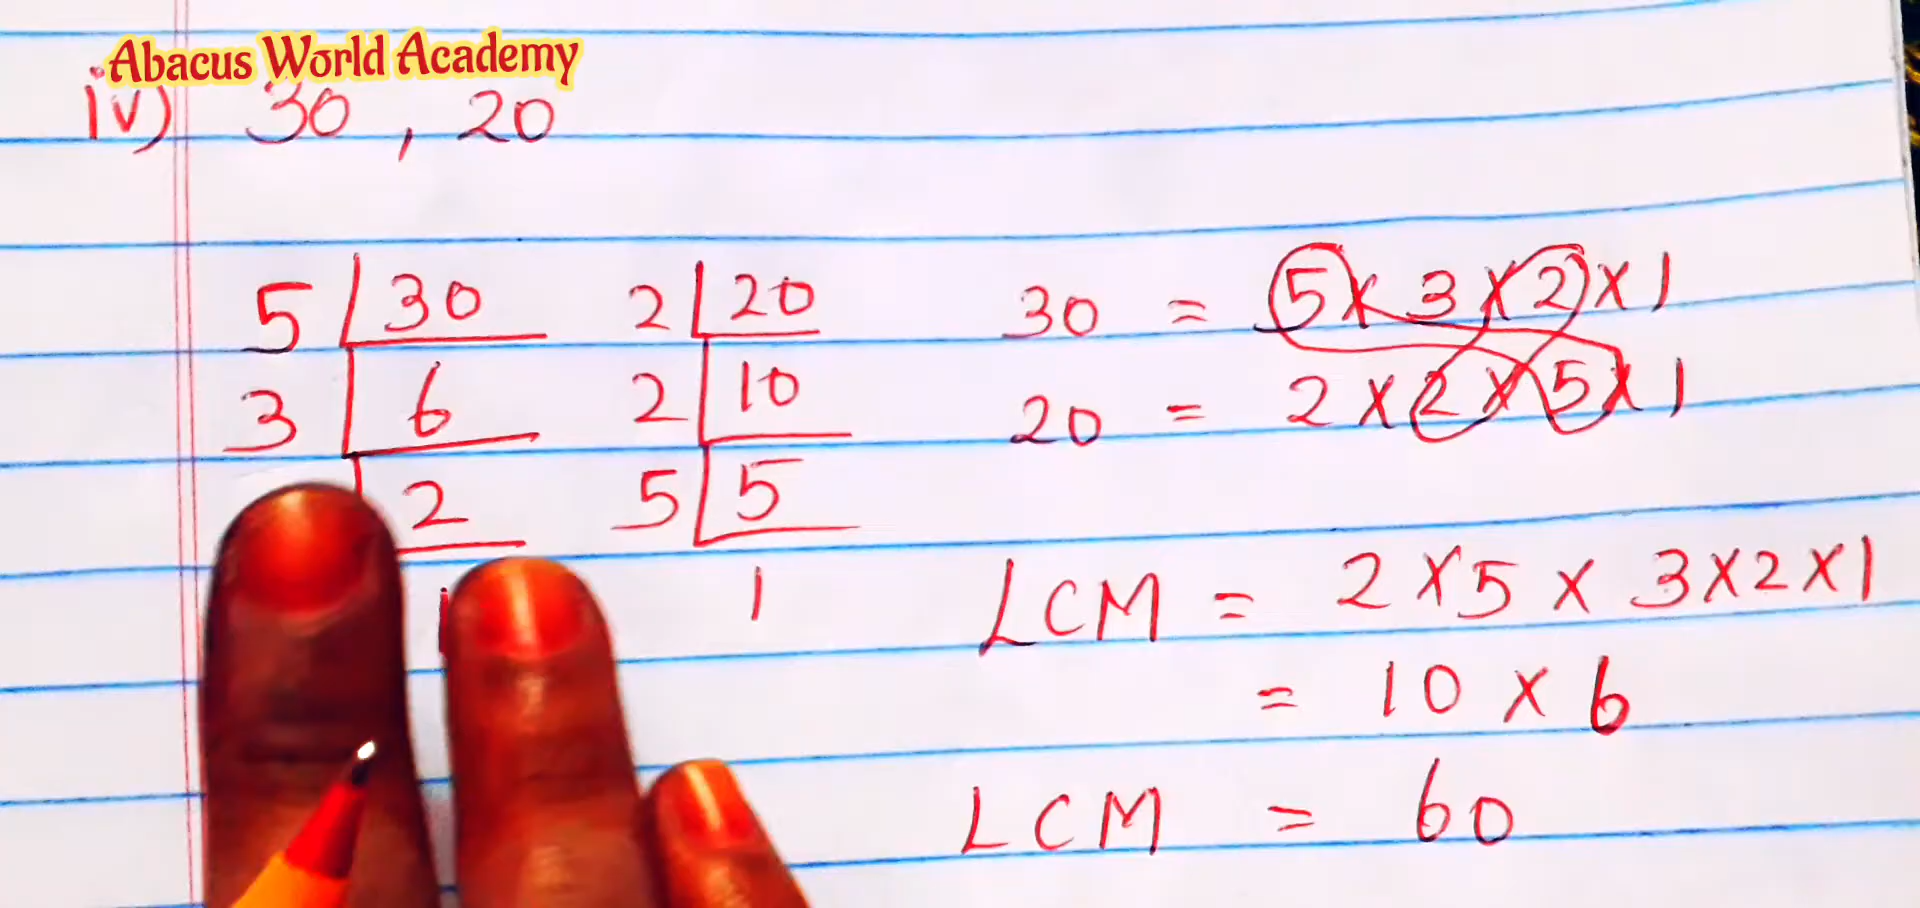 Abacus World Academy
iv) 30 , 20
5 | 30
3 | 6
2
2 | 20
2 | 10
5 | 5
1
30 = 5 x 3 x 2 x 1
20 = 2 x 2 x 5 x 1
LCM = 2 x 5 x 3 x 2 x 1
= 10 x 6
LCM = 60